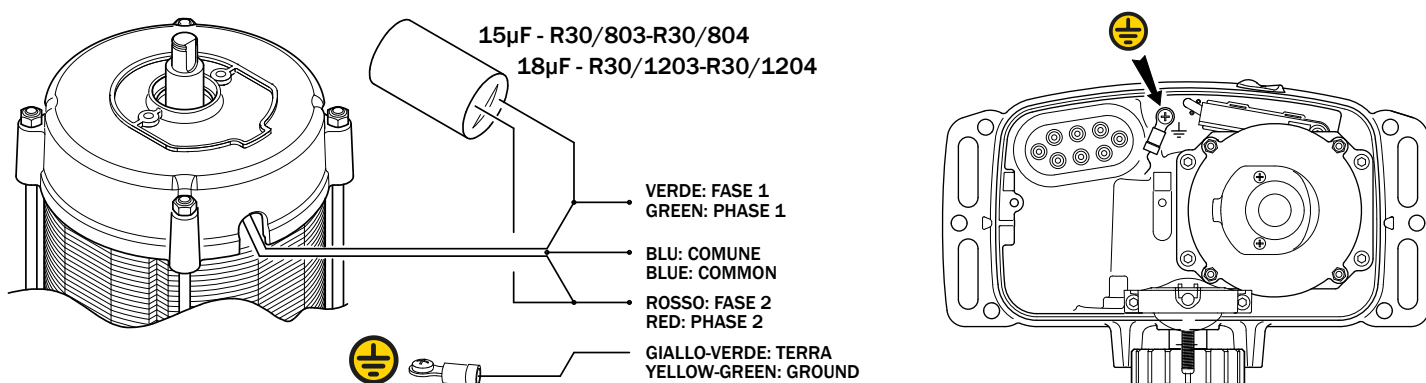 15µF - R30/803-R30/804
18µF - R30/1203-R30/1204
VERDE: FASE 1
GREEN: PHASE 1
BLU: COMUNE
BLUE: COMMON
ROSSO: FASE 2
RED: PHASE 2
GIALLO-VERDE: TERRA
YELLOW-GREEN: GROUND